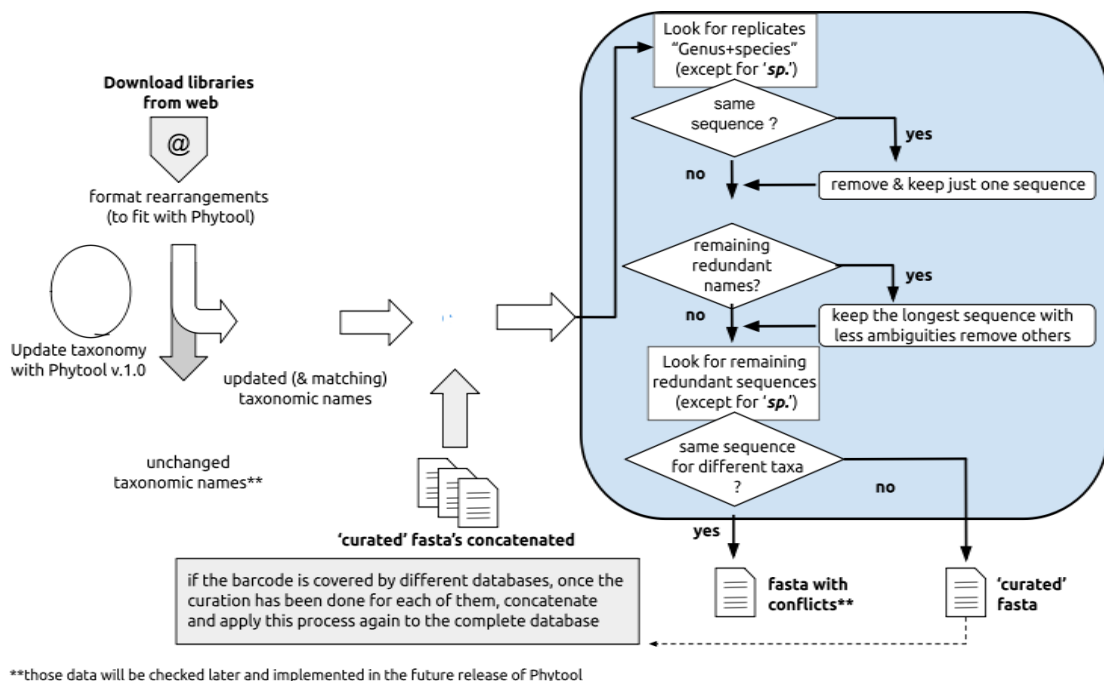 Download libraries
from web
@
format rearrangements
(to fit with Phytool)
Update taxonomy
with Phytool v.1.0
updated (& matching)
taxonomic names
unchanged
taxonomic names**
'curated' fasta's concatenated
if the barcode is covered by different databases, once the
curation has been done for each of them, concatenate
and apply this process again to the complete database
Look for replicates
"Genus+species"
(except for 'sp.')
same
sequence ?
yes
no
remove & keep just one sequence
remaining
redundant
names?
yes
no
keep the longest sequence with
less ambiguities remove others
Look for remaining
redundant sequences
(except for 'sp.')
same sequence
for different taxa
?
no
yes
fasta with
conflicts**
'curated'
fasta
**those data will be checked later and implemented in the future release of Phytool